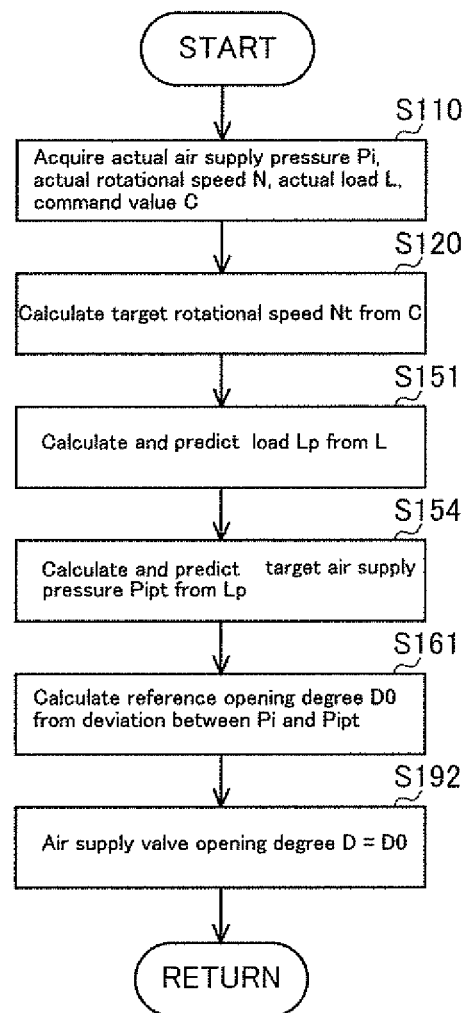 START
S110
Acquire actual air supply pressure Pi,
actual rotational speed N, actual load L,
command value C
S120
Calculate target rotational speed Nt from C
S151
Calculate and predict load Lp from L
S154
Calculate and predict target air supply
pressure Pipt from Lp
S161
Calculate reference opening degree D0
from deviation between Pi and Pipt
S192
Air supply valve opening degree D = D0
RETURN